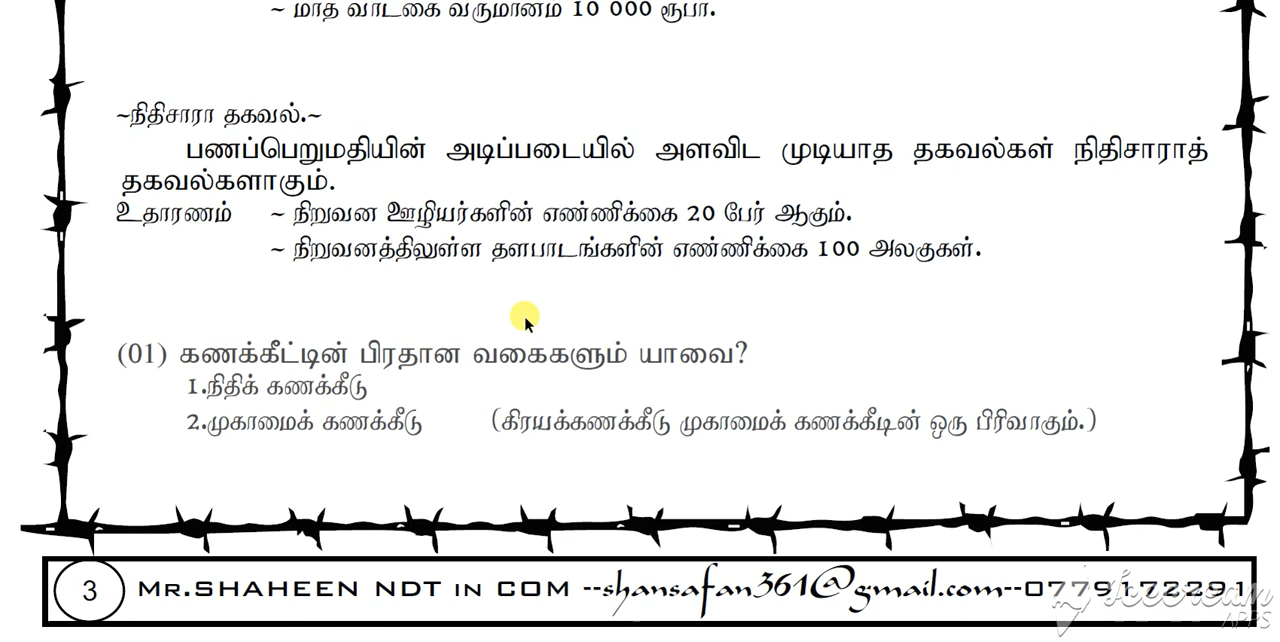 ~ மாத வாடகை வருமானம் 10 000 ரூபா.
~நிதிசாரா தகவல்.~
பணப்பெறுமதியின் அடிப்படையில் அளவிட முடியாத தகவல்கள் நிதிசாராத்
தகவல்களாகும்.
உதாரணம் ~ நிறுவன ஊழியர்களின் எண்ணிக்கை 20 பேர் ஆகும்.
~ நிறுவனத்திலுள்ள தளபாடங்களின் எண்ணிக்கை 100 அலகுகள்.
(01) கணக்கீட்டின் பிரதான வகைகளும் யாவை?
1.நிதிக் கணக்கீடு
2.முகாமைக் கணக்கீடு (கிரயக்கணக்கீடு முகாமைக் கணக்கீடின் ஒரு பிரிவாகும்.)
3 MR.SHAHEEN NDT IN COM --shansafan361@gmail.com--0779172291
Icecream
APPS